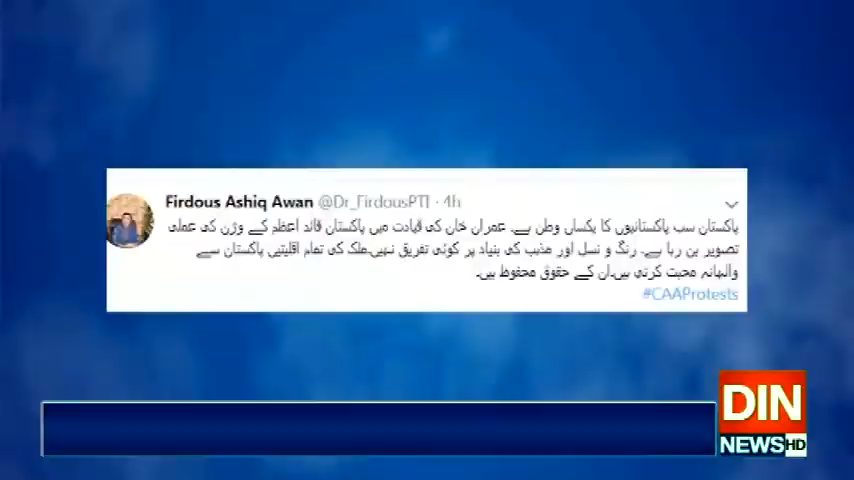 Firdous Ashiq Awan @Dr_FirdousPTI · 4h
پاکستان سب پاکستانیوں کا یکساں وطن ہے۔ عمران خان کی قیادت میں پاکستان قائد اعظم کے وژن کی عملی
تصویر بن رہا ہے۔ رنگ و نسل اور مذہب کی بنیاد پر کوئی تفریق نہیں۔ملک کی تمام اقلیتیں پاکستان سے
والہانہ محبت کرتی ہیں۔ان کے حقوق محفوظ ہیں۔
#CAAProtests
DIN
NEWS HD